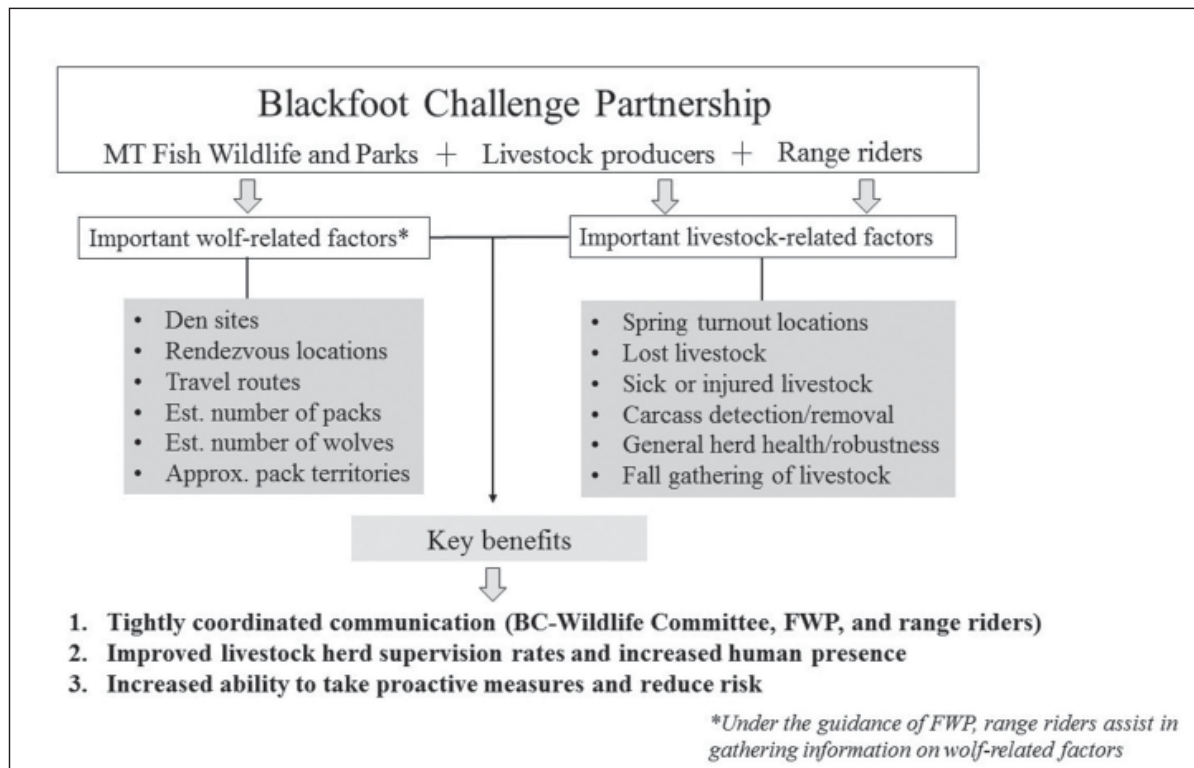 Blackfoot Challenge Partnership
MT Fish Wildlife and Parks + Livestock producers + Range riders
Important wolf-related factors*
Important livestock-related factors
• Den sites
• Rendezvous locations
• Travel routes
• Est. number of packs
• Est. number of wolves
• Approx. pack territories
• Spring turnout locations
• Lost livestock
• Sick or injured livestock
• Carcass detection/removal
• General herd health/robustness
• Fall gathering of livestock
Key benefits
1. Tightly coordinated communication (BC-Wildlife Committee, FWP, and range riders)
2. Improved livestock herd supervision rates and increased human presence
3. Increased ability to take proactive measures and reduce risk
*Under the guidance of FWP, range riders assist in
gathering information on wolf-related factors